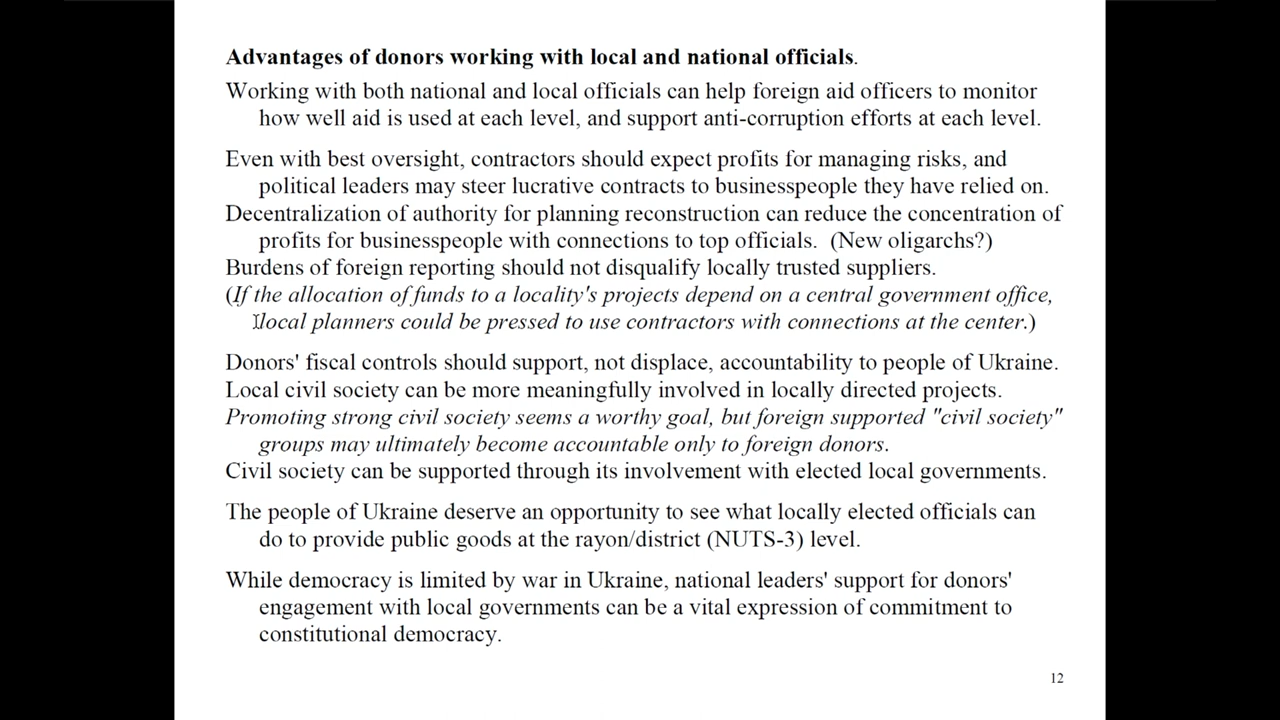 Advantages of donors working with local and national officials.
Working with both national and local officials can help foreign aid officers to monitor
how well aid is used at each level, and support anti-corruption efforts at each level.
Even with best oversight, contractors should expect profits for managing risks, and
political leaders may steer lucrative contracts to businesspeople they have relied on.
Decentralization of authority for planning reconstruction can reduce the concentration of
profits for businesspeople with connections to top officials. (New oligarchs?)
Burdens of foreign reporting should not disqualify locally trusted suppliers.
(If the allocation of funds to a locality's projects depend on a central government office,
local planners could be pressed to use contractors with connections at the center.)
Donors' fiscal controls should support, not displace, accountability to people of Ukraine.
Local civil society can be more meaningfully involved in locally directed projects.
Promoting strong civil society seems a worthy goal, but foreign supported "civil society"
groups may ultimately become accountable only to foreign donors.
Civil society can be supported through its involvement with elected local governments.
The people of Ukraine deserve an opportunity to see what locally elected officials can
do to provide public goods at the rayon/district (NUTS-3) level.
While democracy is limited by war in Ukraine, national leaders' support for donors'
engagement with local governments can be a vital expression of commitment to
constitutional democracy.
12